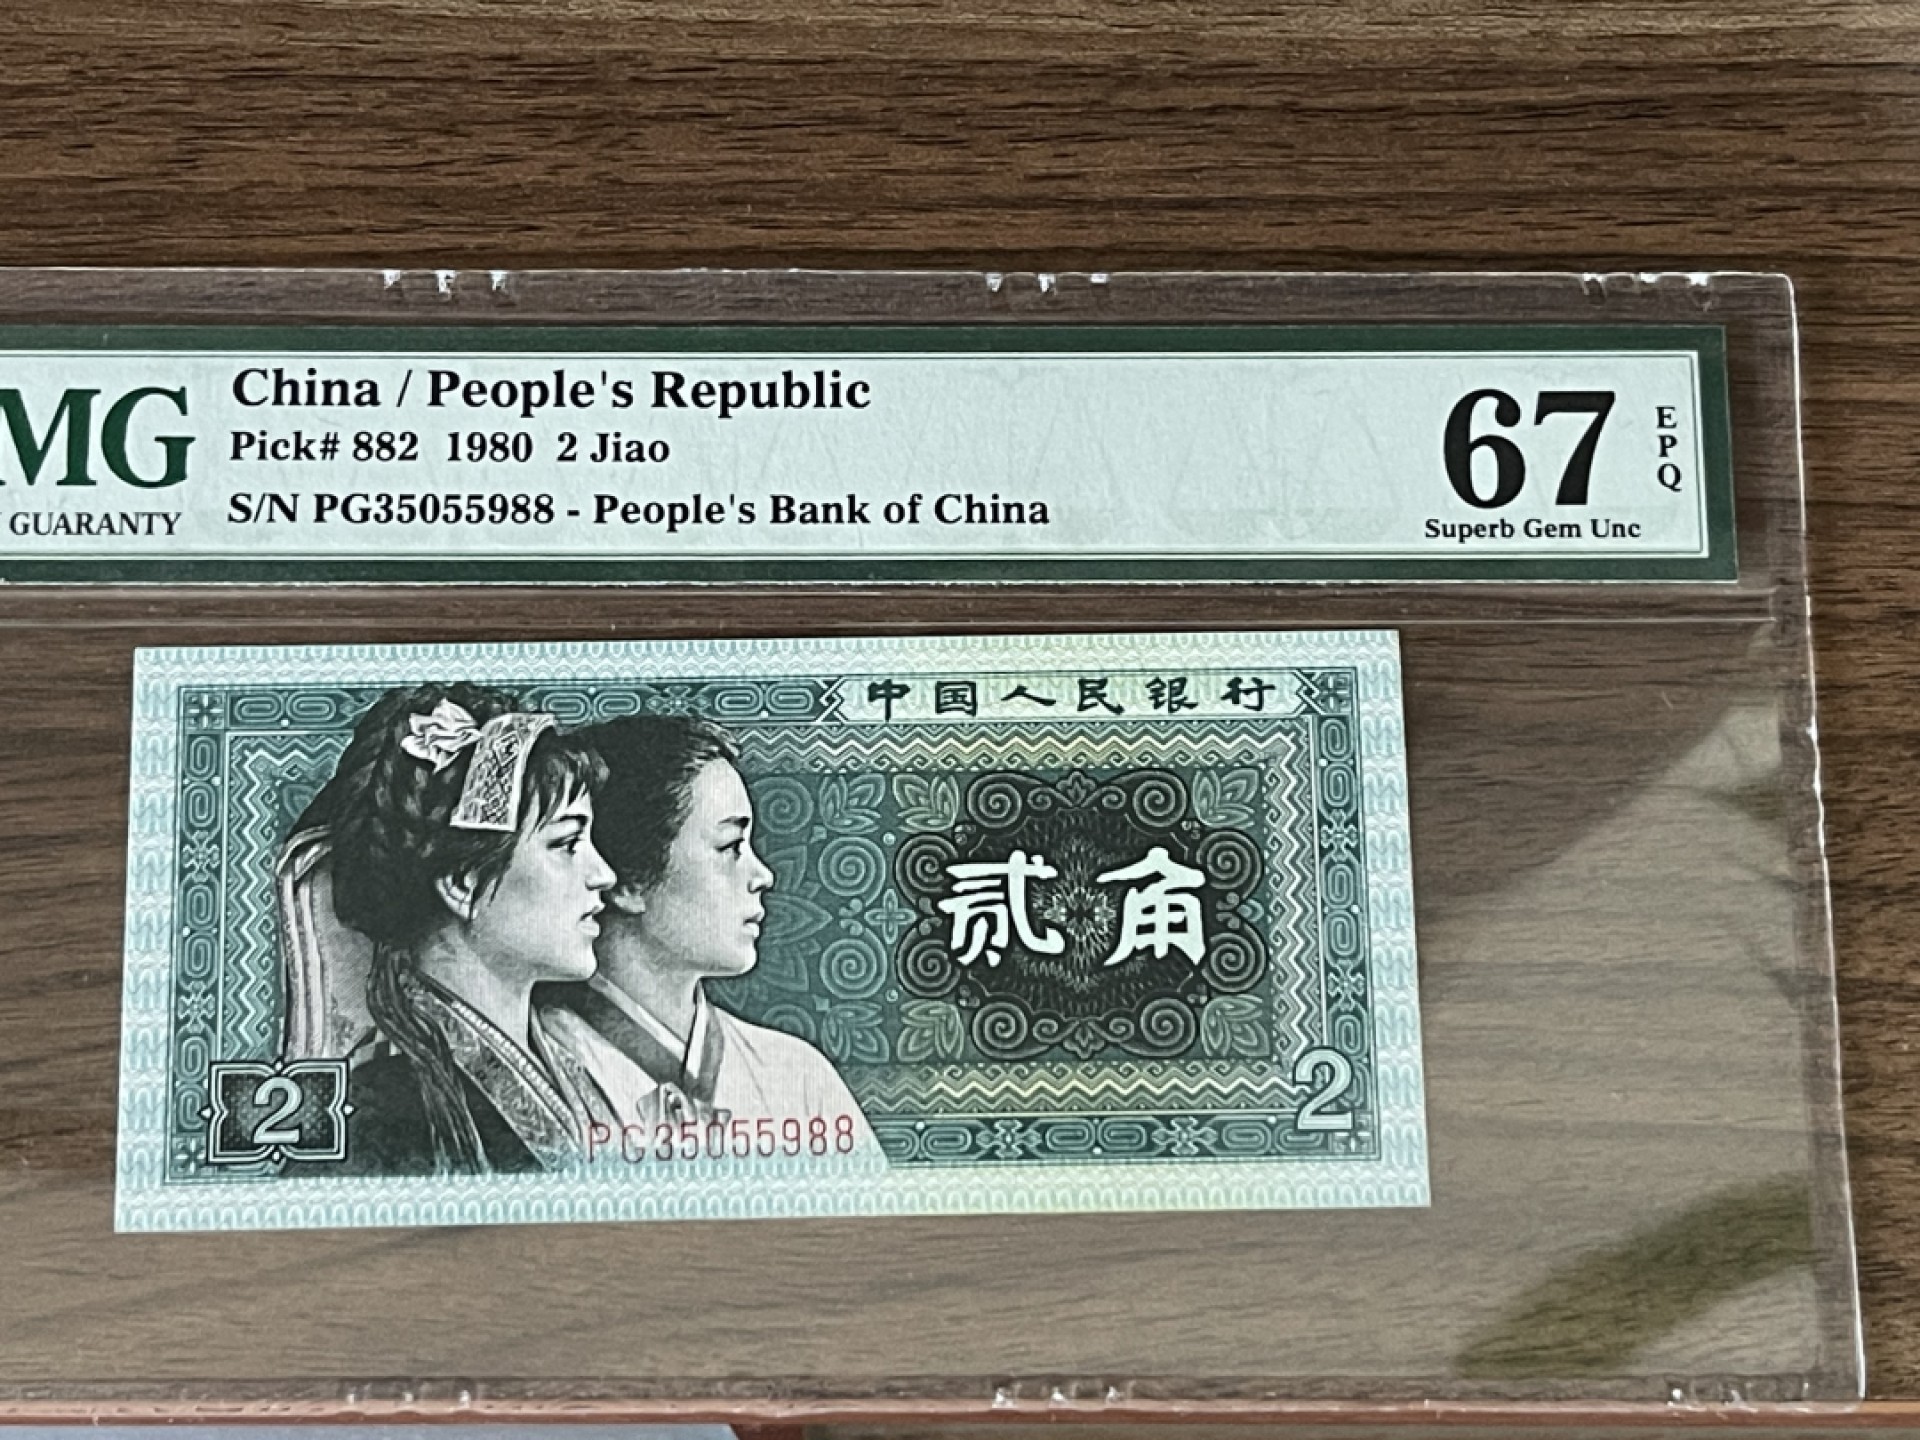 China / People's Republic
MG
Pick# 882 1980 2 Jiao
GUARANTY
S/N PG35055988 - People's Bank of China
67
EPQ
Superb Gem Unc
中国人民银行
贰角
2
2
PG35055988